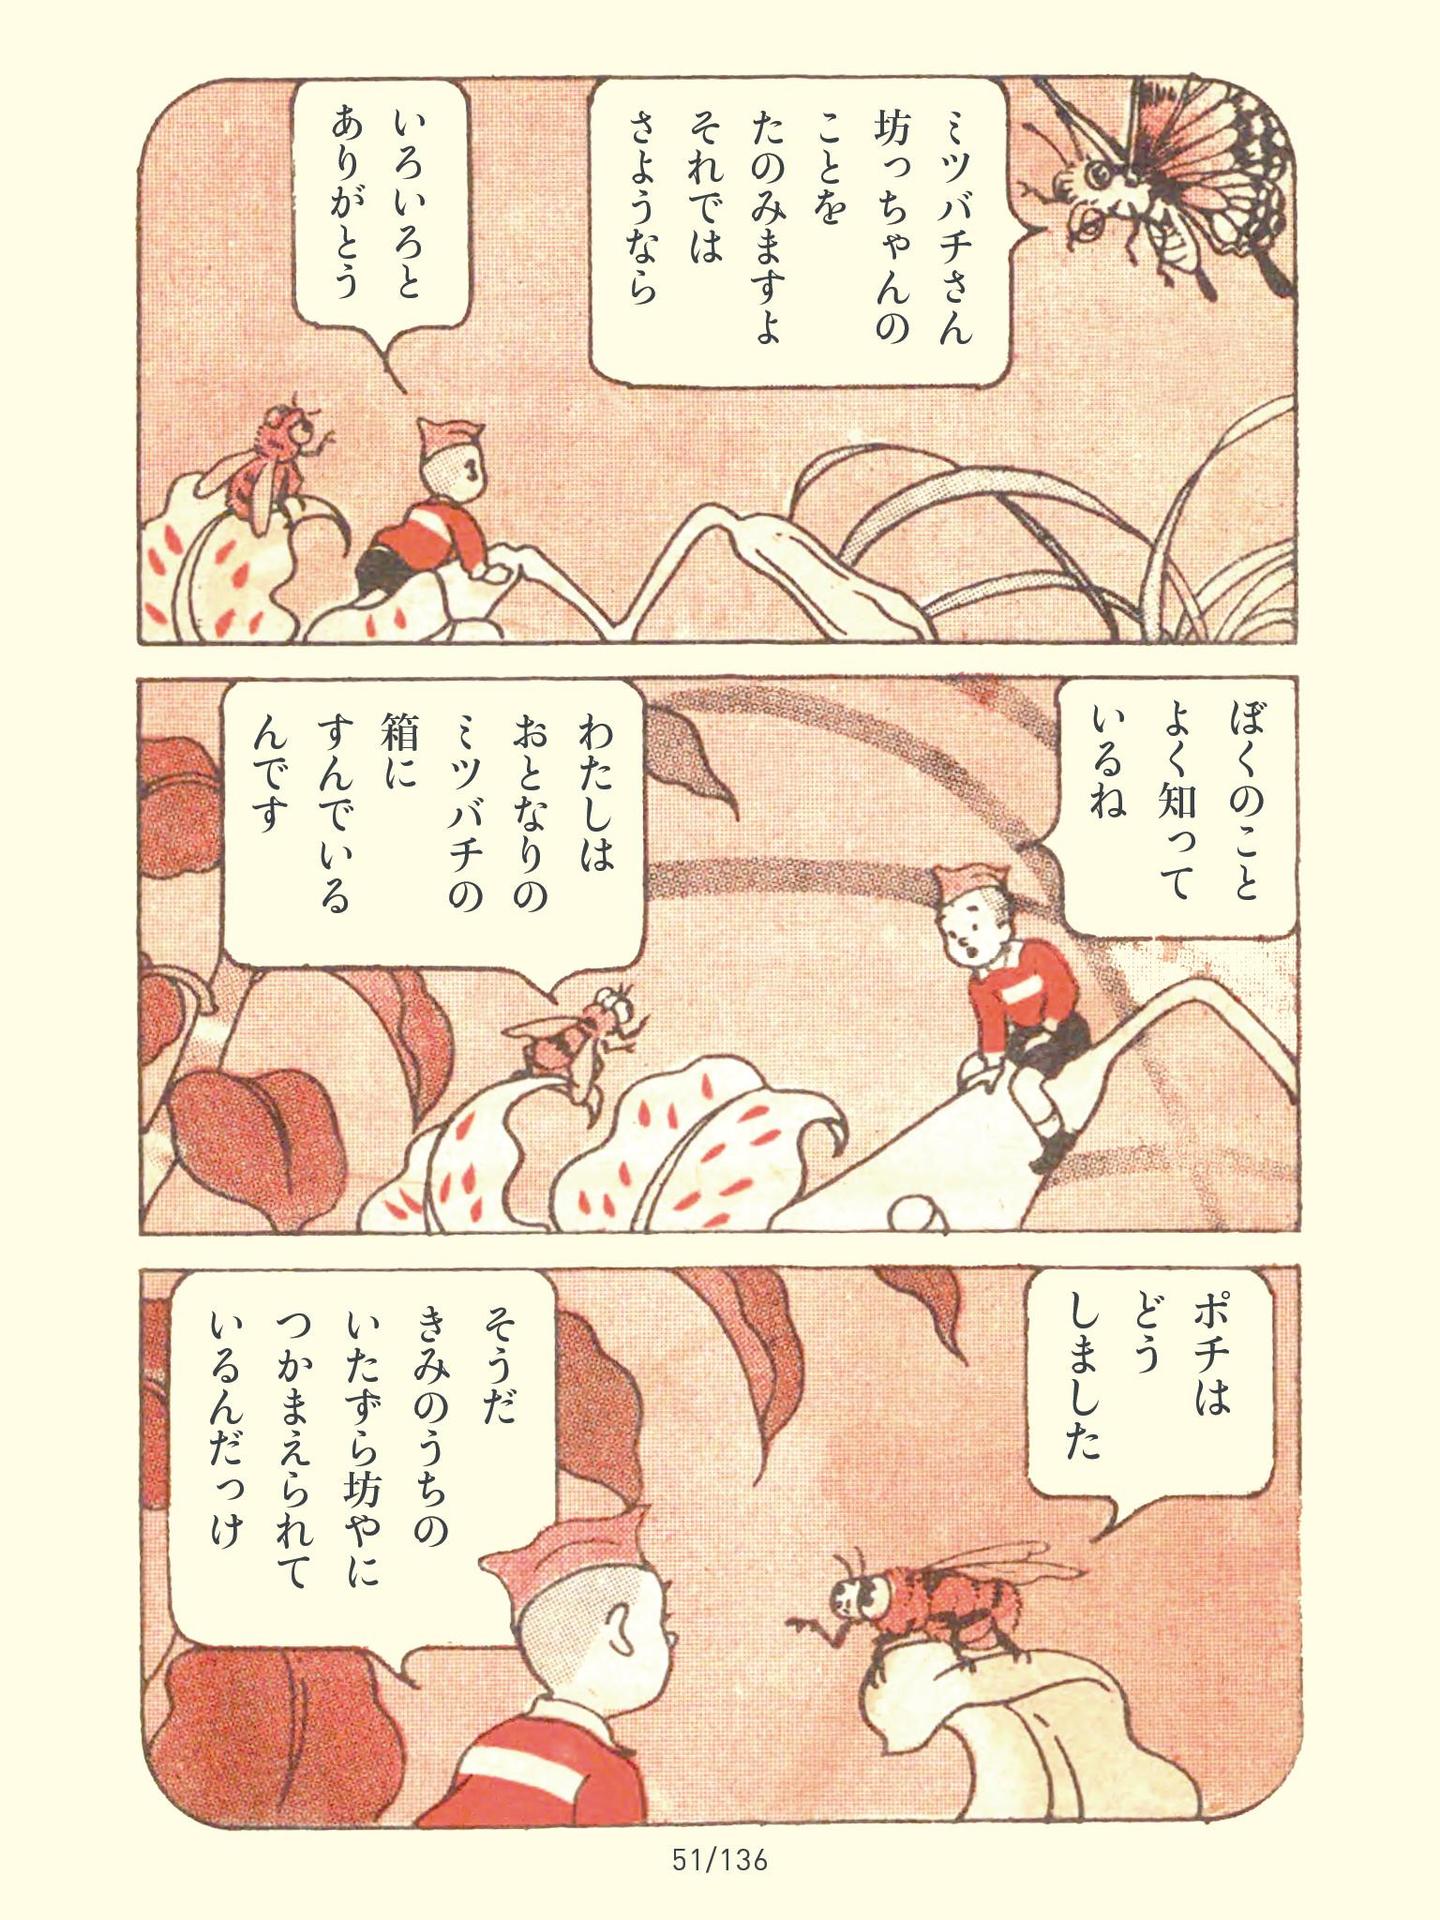 ミツバチさん
坊っちゃんの
ことを
たのみますよ
それでは
さようなら
いろいろと
ありがとう
ぼくのこと
よく知って
いるね
わたしは
おとなりの
ミツバチの
箱に
すんでいる
んです
ポチは
どう
しました
そうだ
きみのうちの
いたずら坊やに
つかまえられて
いるんだっけ
51/136